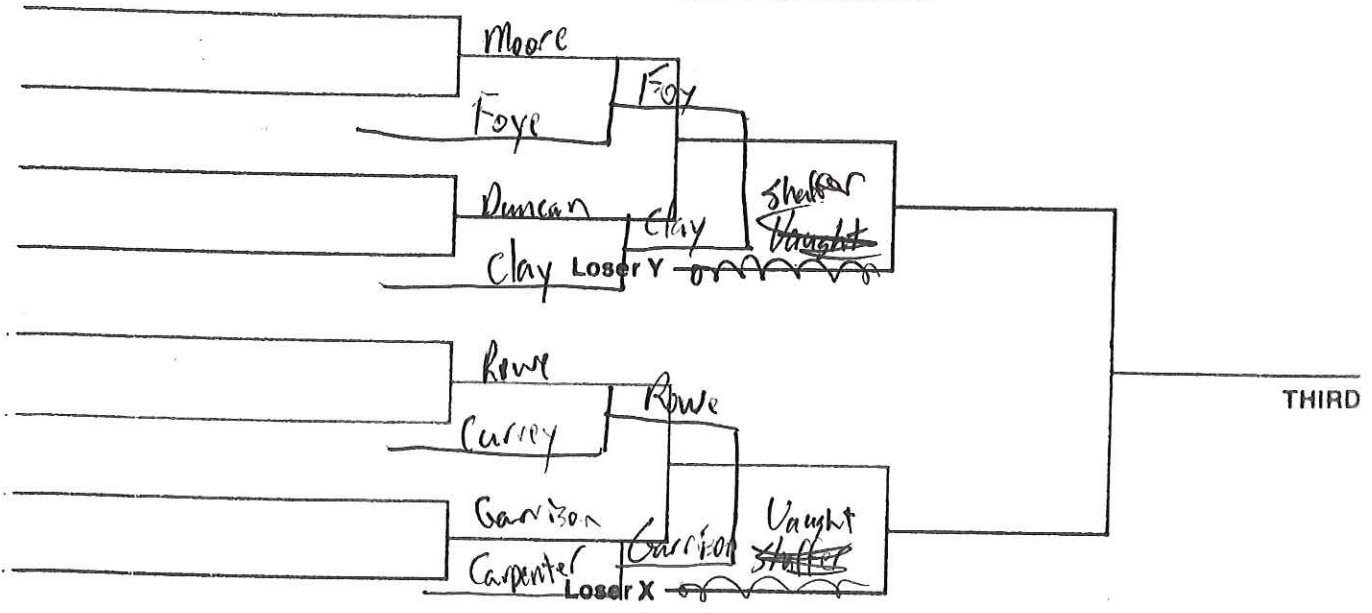 Moore
Foy
Foye
Shaffer
Duncan
Clay
Vaught
Clay Loser Y
Rowe
Rowe
THIRD
Currey
Garrison
Vaught
Garrison
Shaffer
Carpenter
Loser X